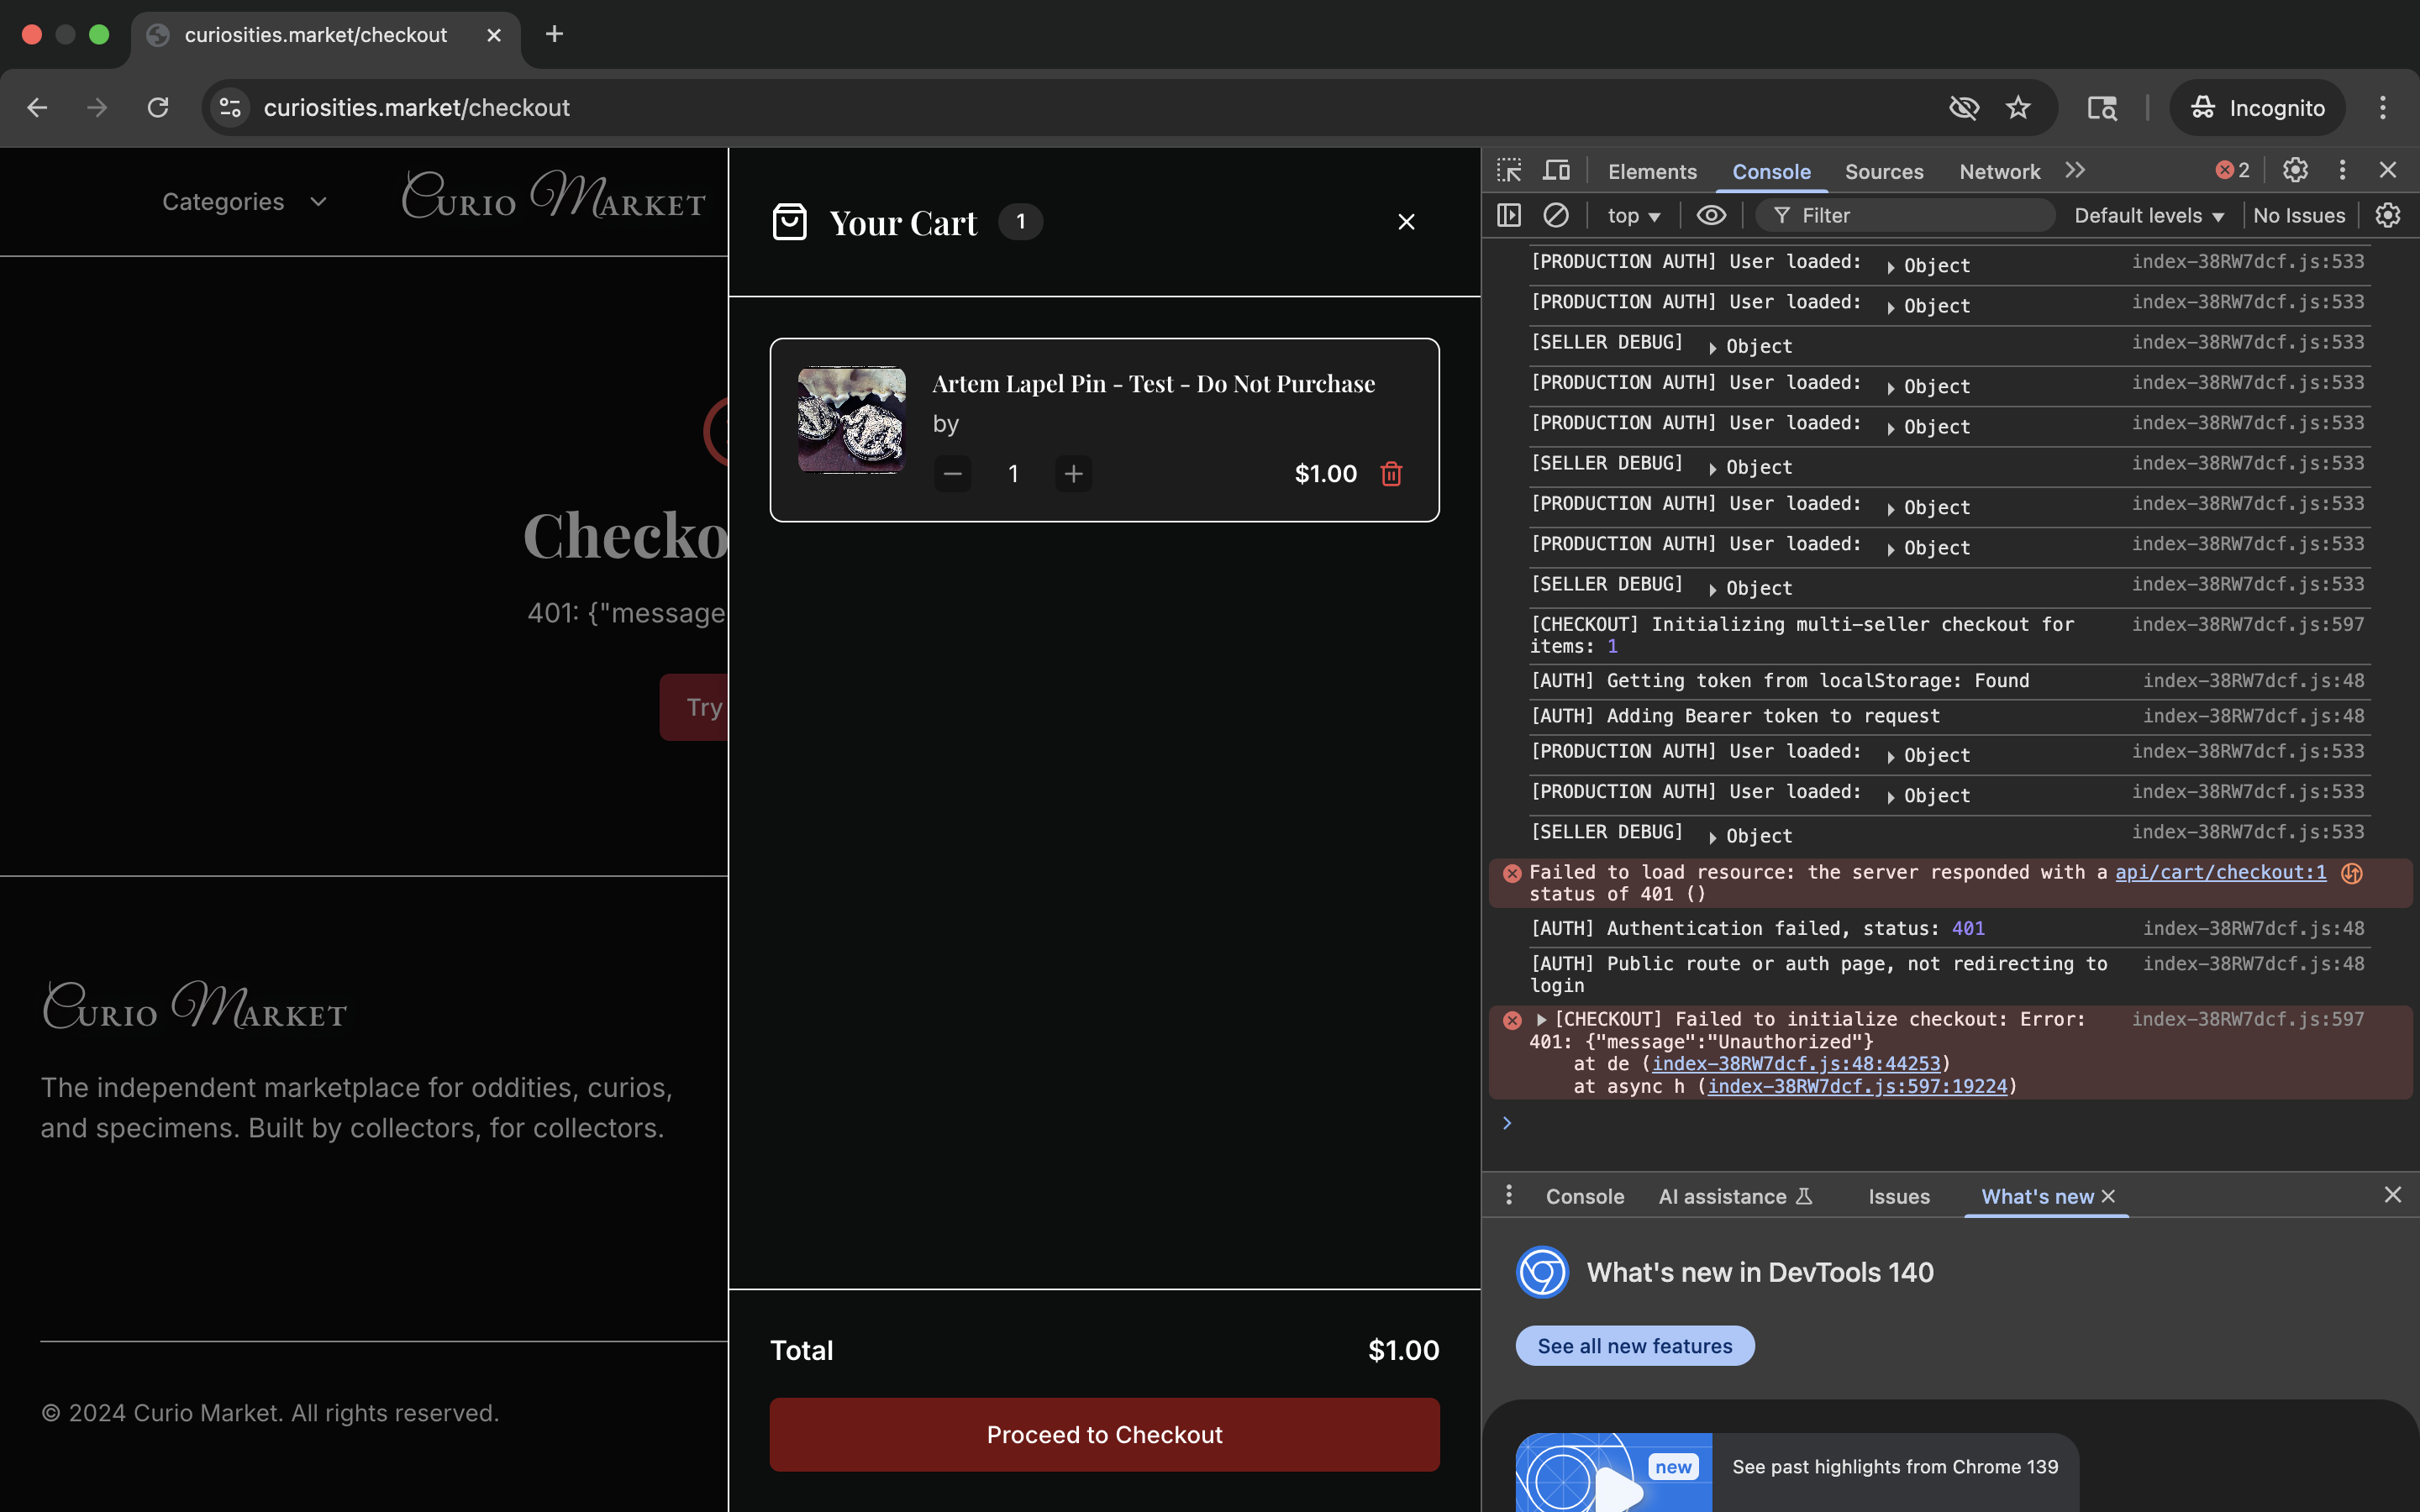 curiosities.market/checkout
curiosities.market/checkout
Incognito
Categories
Curio Market
Checko
401: {"message
Try
Curio Market
The independent marketplace for oddities, curios,
and specimens. Built by collectors, for collectors.
© 2024 Curio Market. All rights reserved.
Your Cart 1
Artem Lapel Pin - Test - Do Not Purchase
by
1
$1.00
Total $1.00
Proceed to Checkout
Elements Console Sources Network 2
top Filter Default levels No Issues
[PRODUCTION AUTH] User loaded: Object index-38RW7dcf.js:533
[PRODUCTION AUTH] User loaded: Object index-38RW7dcf.js:533
[SELLER DEBUG] Object index-38RW7dcf.js:533
[PRODUCTION AUTH] User loaded: Object index-38RW7dcf.js:533
[PRODUCTION AUTH] User loaded: Object index-38RW7dcf.js:533
[SELLER DEBUG] Object index-38RW7dcf.js:533
[PRODUCTION AUTH] User loaded: Object index-38RW7dcf.js:533
[PRODUCTION AUTH] User loaded: Object index-38RW7dcf.js:533
[SELLER DEBUG] Object index-38RW7dcf.js:533
[CHECKOUT] Initializing multi-seller checkout for index-38RW7dcf.js:597
items: 1
[AUTH] Getting token from localStorage: Found index-38RW7dcf.js:48
[AUTH] Adding Bearer token to request index-38RW7dcf.js:48
[PRODUCTION AUTH] User loaded: Object index-38RW7dcf.js:533
[PRODUCTION AUTH] User loaded: Object index-38RW7dcf.js:533
[SELLER DEBUG] Object index-38RW7dcf.js:533
Failed to load resource: the server responded with a api/cart/checkout:1
status of 401 ()
[AUTH] Authentication failed, status: 401 index-38RW7dcf.js:48
[AUTH] Public route or auth page, not redirecting to index-38RW7dcf.js:48
login
[CHECKOUT] Failed to initialize checkout: Error: index-38RW7dcf.js:597
401: {"message":"Unauthorized"}
at de (index-38RW7dcf.js:48:44253)
at async h (index-38RW7dcf.js:597:19224)
Console AI assistance Issues What's new
What's new in DevTools 140
See all new features
new
See past highlights from Chrome 139